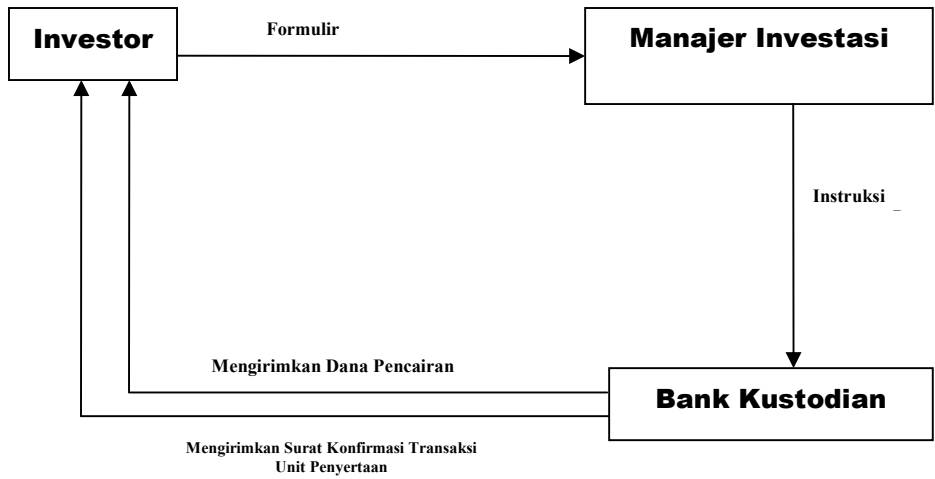 Investor
Formulir
Manajer Investasi
Instruksi _
Mengirimkan Dana Pencairan
Bank Kustodian
Mengirimkan Surat Konfirmasi Transaksi
Unit Penyertaan